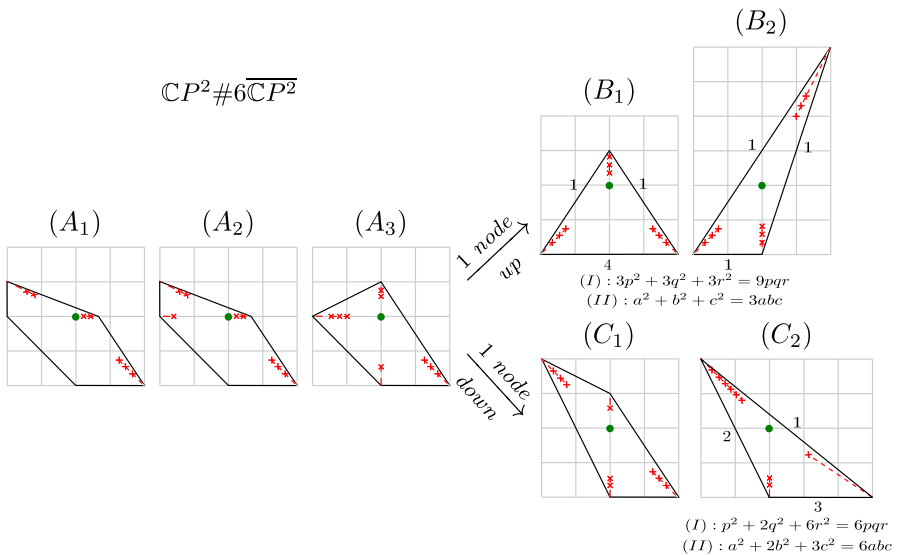 (B₂)
ℂP²#6\overline{ℂP²}
(B₁)
1
1
1
1
(A₁)
(A₂)
(A₃)
1 node
up
4
1
(I) : 3p² + 3q² + 3r² = 9pqr
(II) : a² + b² + c² = 3abc
(C₁)
(C₂)
1 node
down
1
2
3
(I) : p² + 2q² + 6r² = 6pqr
(II) : a² + 2b² + 3c² = 6abc